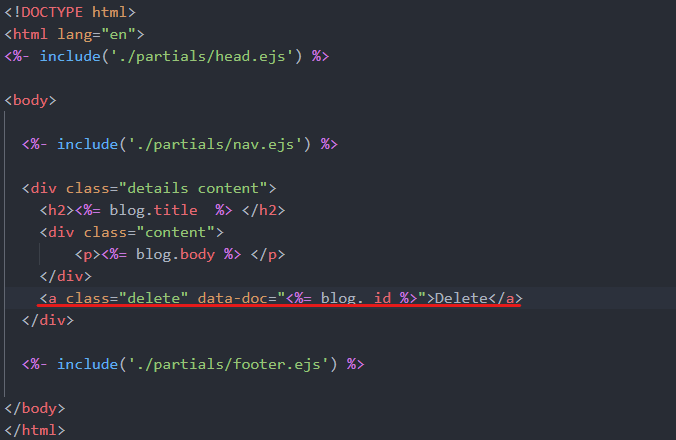 <!DOCTYPE html>
<html lang="en">
<%- include('./partials/head.ejs') %>
<body>
<%- include('./partials/nav.ejs') %>
<div class="details content">
<h2><%= blog.title  %> </h2>
<div class="content">
<p><%= blog.body %> </p>
</div>
<a class="delete" data-doc="<%= blog._id %>">Delete</a>
</div>
<%- include('./partials/footer.ejs') %>
</body>
</html>